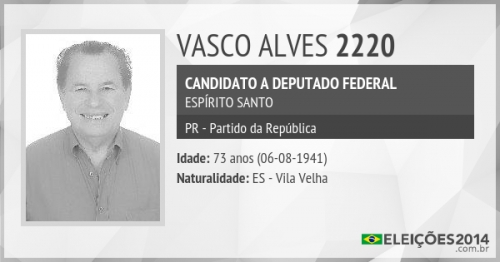 VASCO ALVES 2220
CANDIDATO A DEPUTADO FEDERAL
ESPÍRITO SANTO
PR - Partido da República
Idade: 73 anos (06-08-1941)
Naturalidade: ES - Vila Velha
ELEIÇÕES2014
.com.br